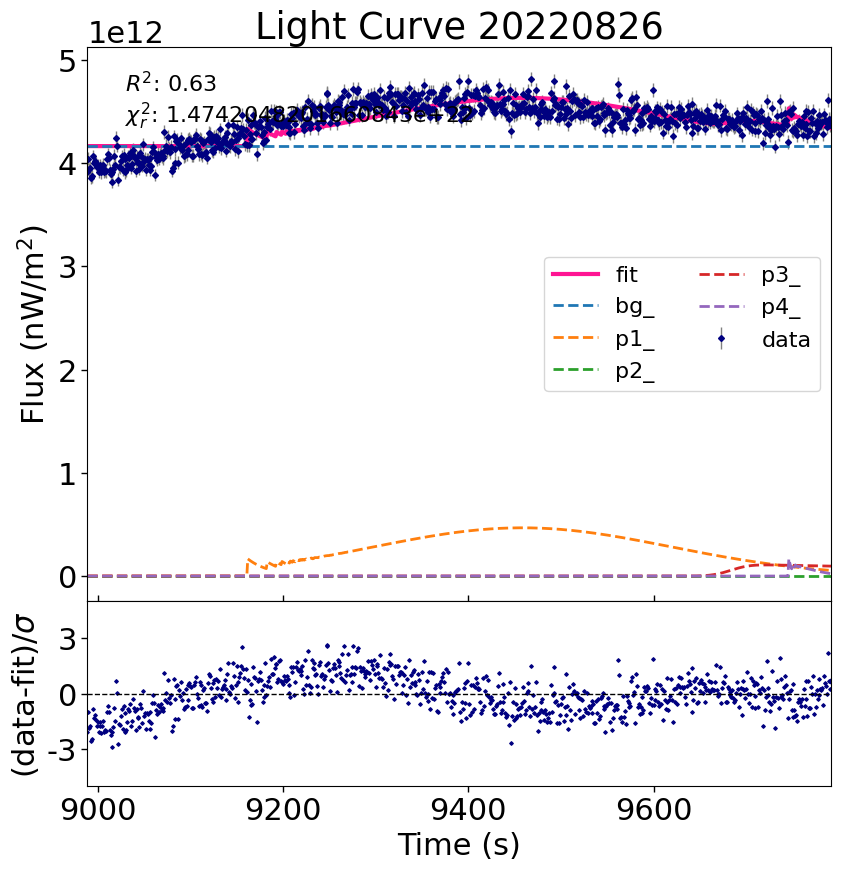 Light Curve 20220826
1e12
R²: 0.63
5
4
3
2
1
0
Flux (nW/m²)
fit
bg_
p1_
p2_
p3_
p4_
data
3
0
-3
(data-fit)/σ
9000
9200
9400
9600
Time (s)